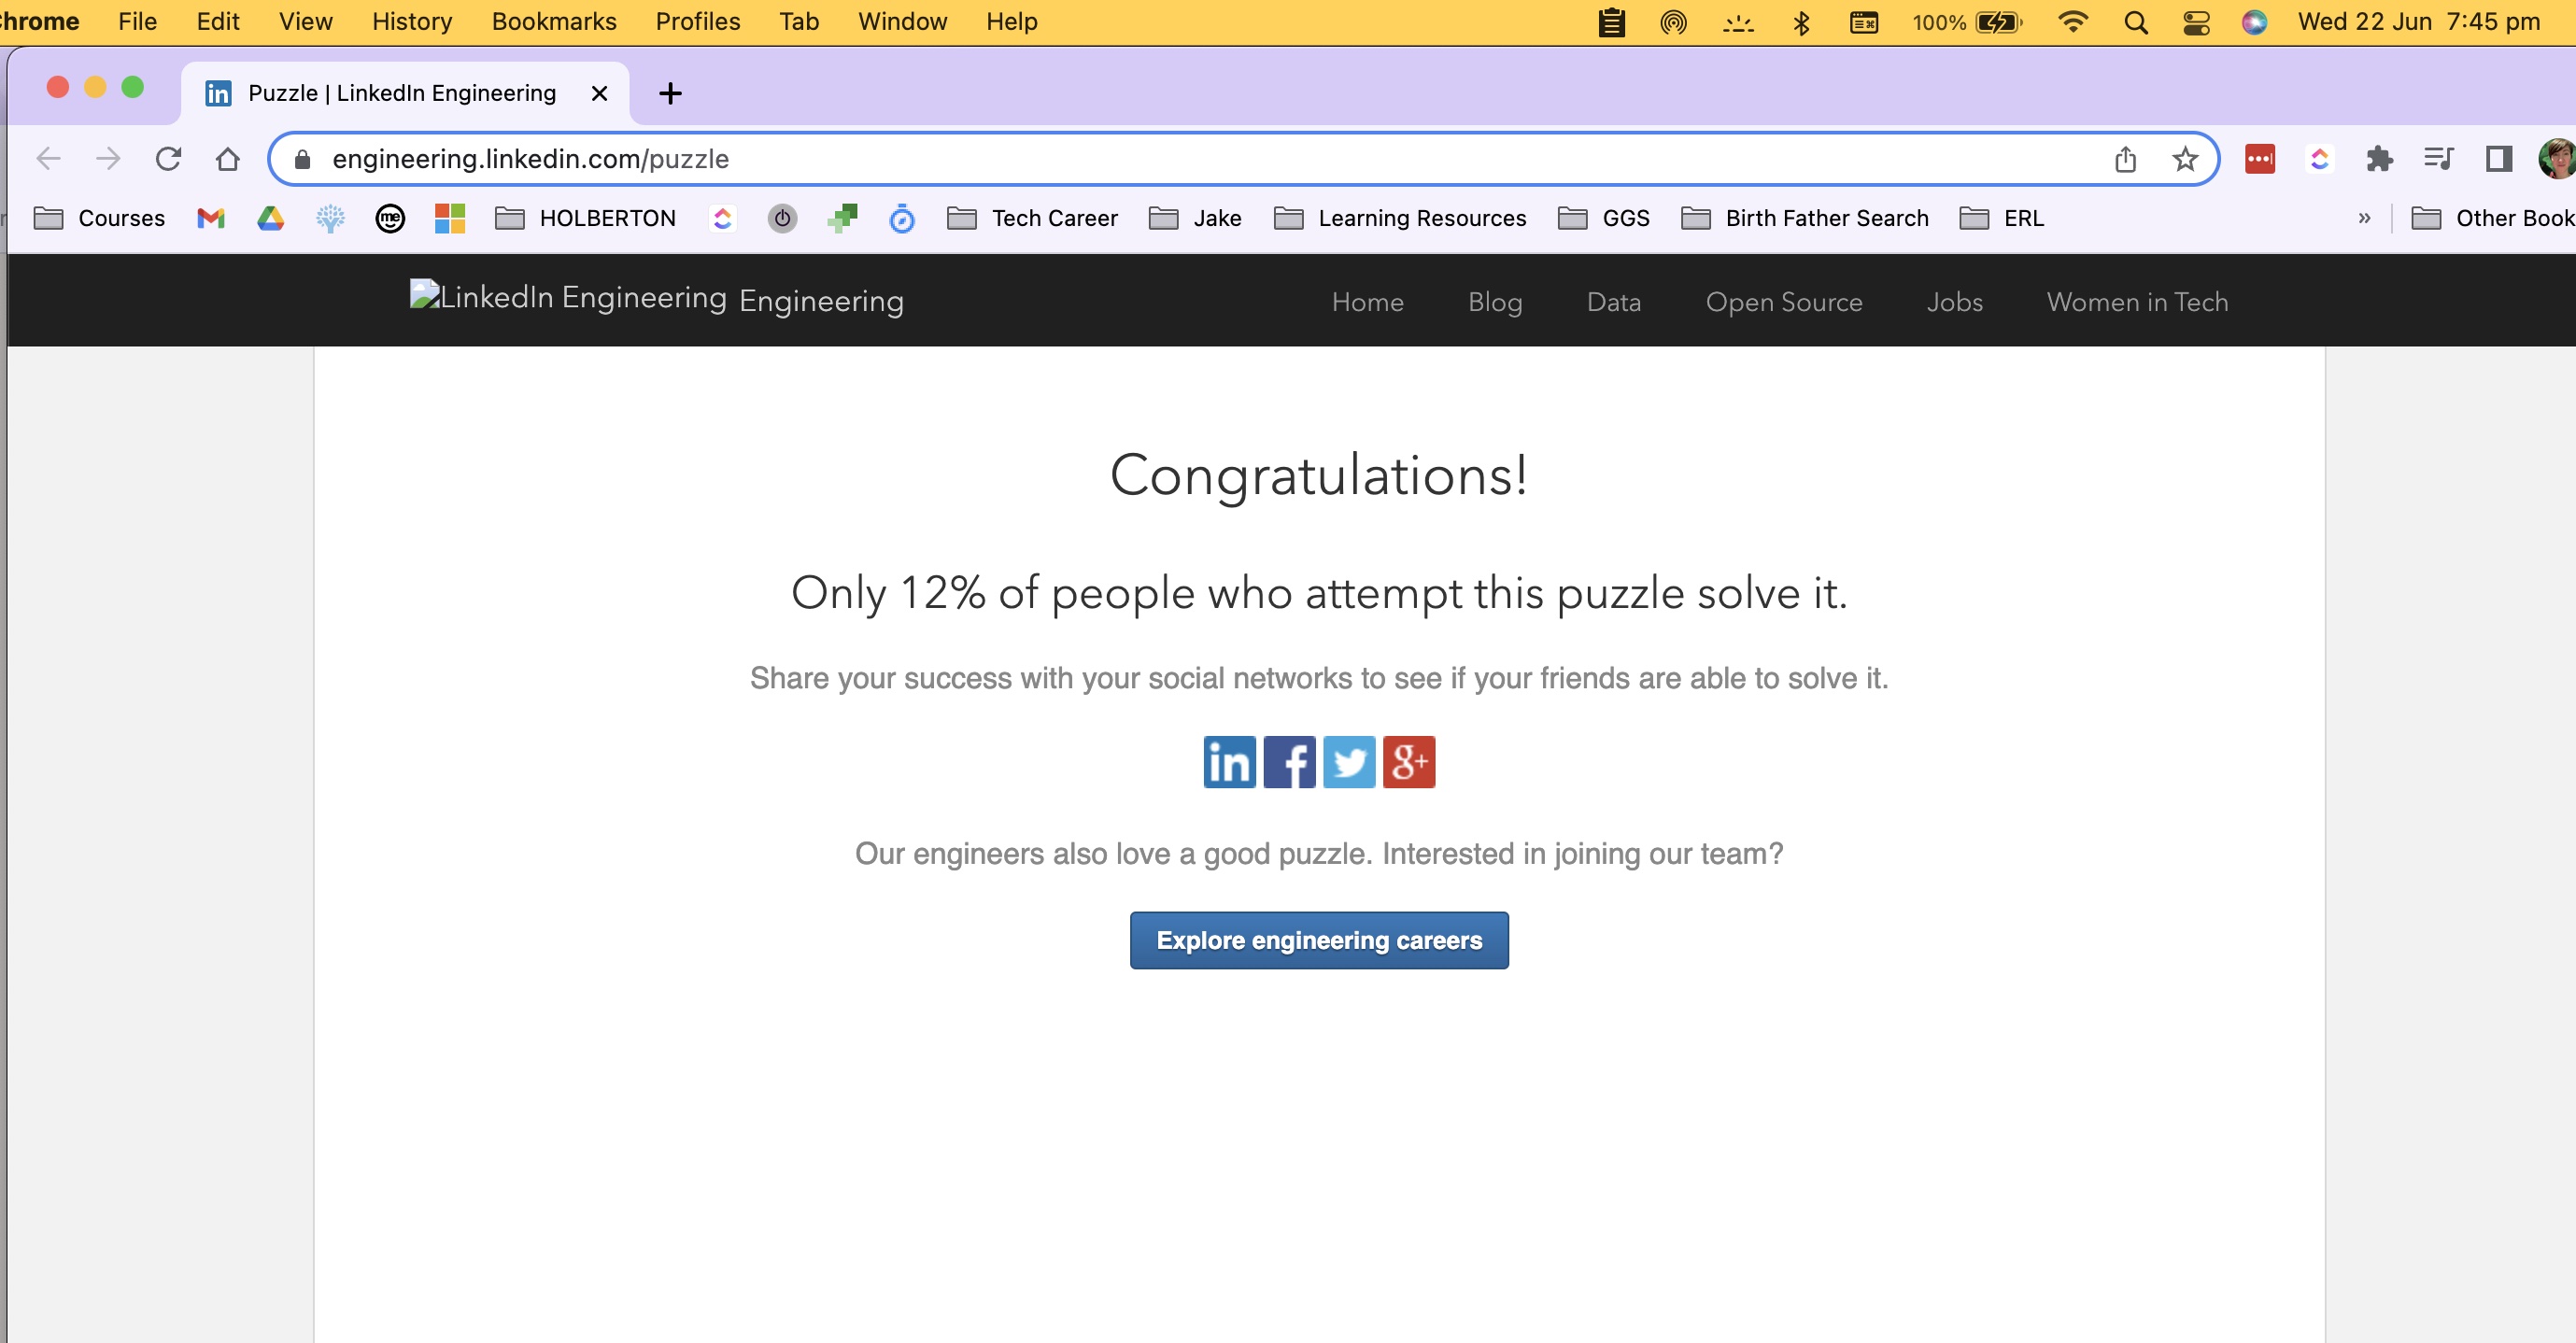 hrome File Edit View History Bookmarks Profiles Tab Window Help 100% Wed 22 Jun 7:45 pm
in Puzzle | LinkedIn Engineering
engineering.linkedin.com/puzzle
Courses me HOLBERTON Tech Career Jake Learning Resources GGS Birth Father Search ERL » Other Book
LinkedIn Engineering Engineering Home Blog Data Open Source Jobs Women in Tech
Congratulations!
Only 12% of people who attempt this puzzle solve it.
Share your success with your social networks to see if your friends are able to solve it.
in f g+
Our engineers also love a good puzzle. Interested in joining our team?
Explore engineering careers